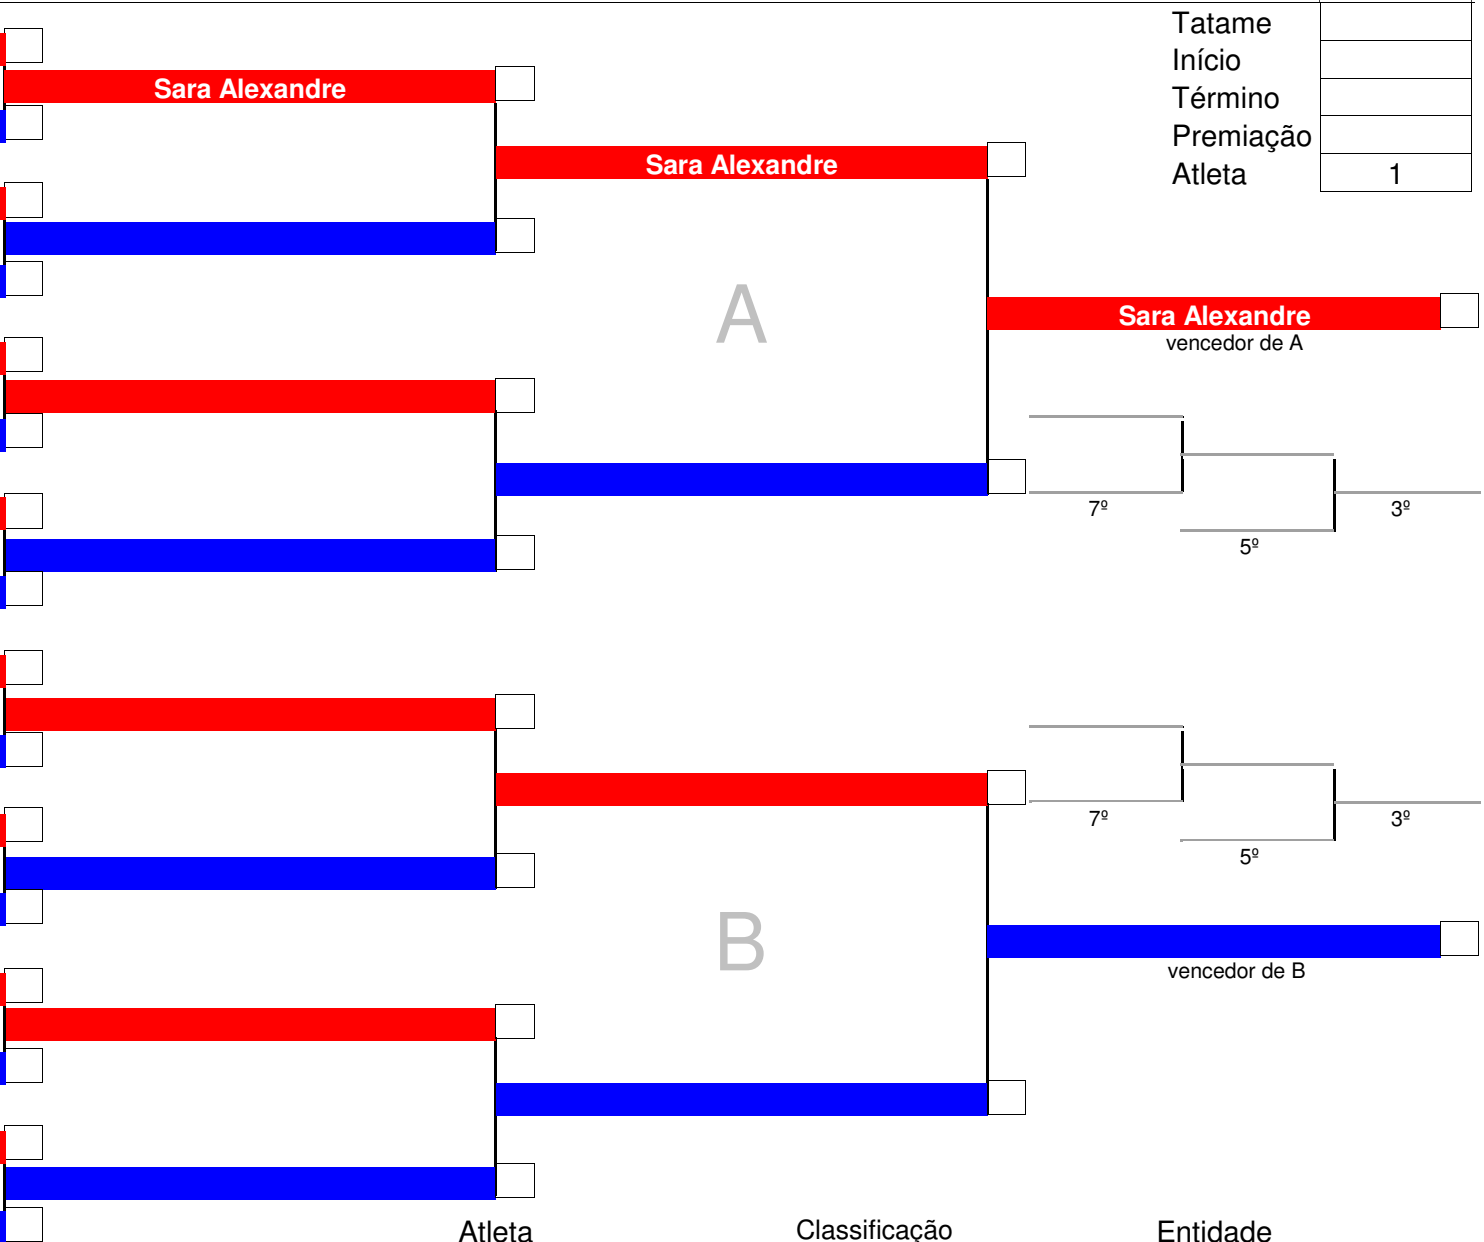 Tatame
Início
Término
Premiação
Atleta 1
Sara Alexandre
Sara Alexandre
A
Sara Alexandre
vencedor de A
7º
3º
5º
7º
3º
5º
B
vencedor de B
Atleta Classificação Entidade